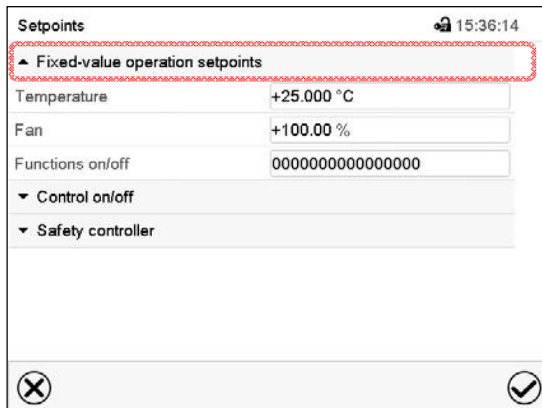 Setpoints 15:36:14
Fixed-value operation setpoints
Temperature +25.000 °C
Fan +100.00 %
Functions on/off 0000000000000000
Control on/off
Safety controller